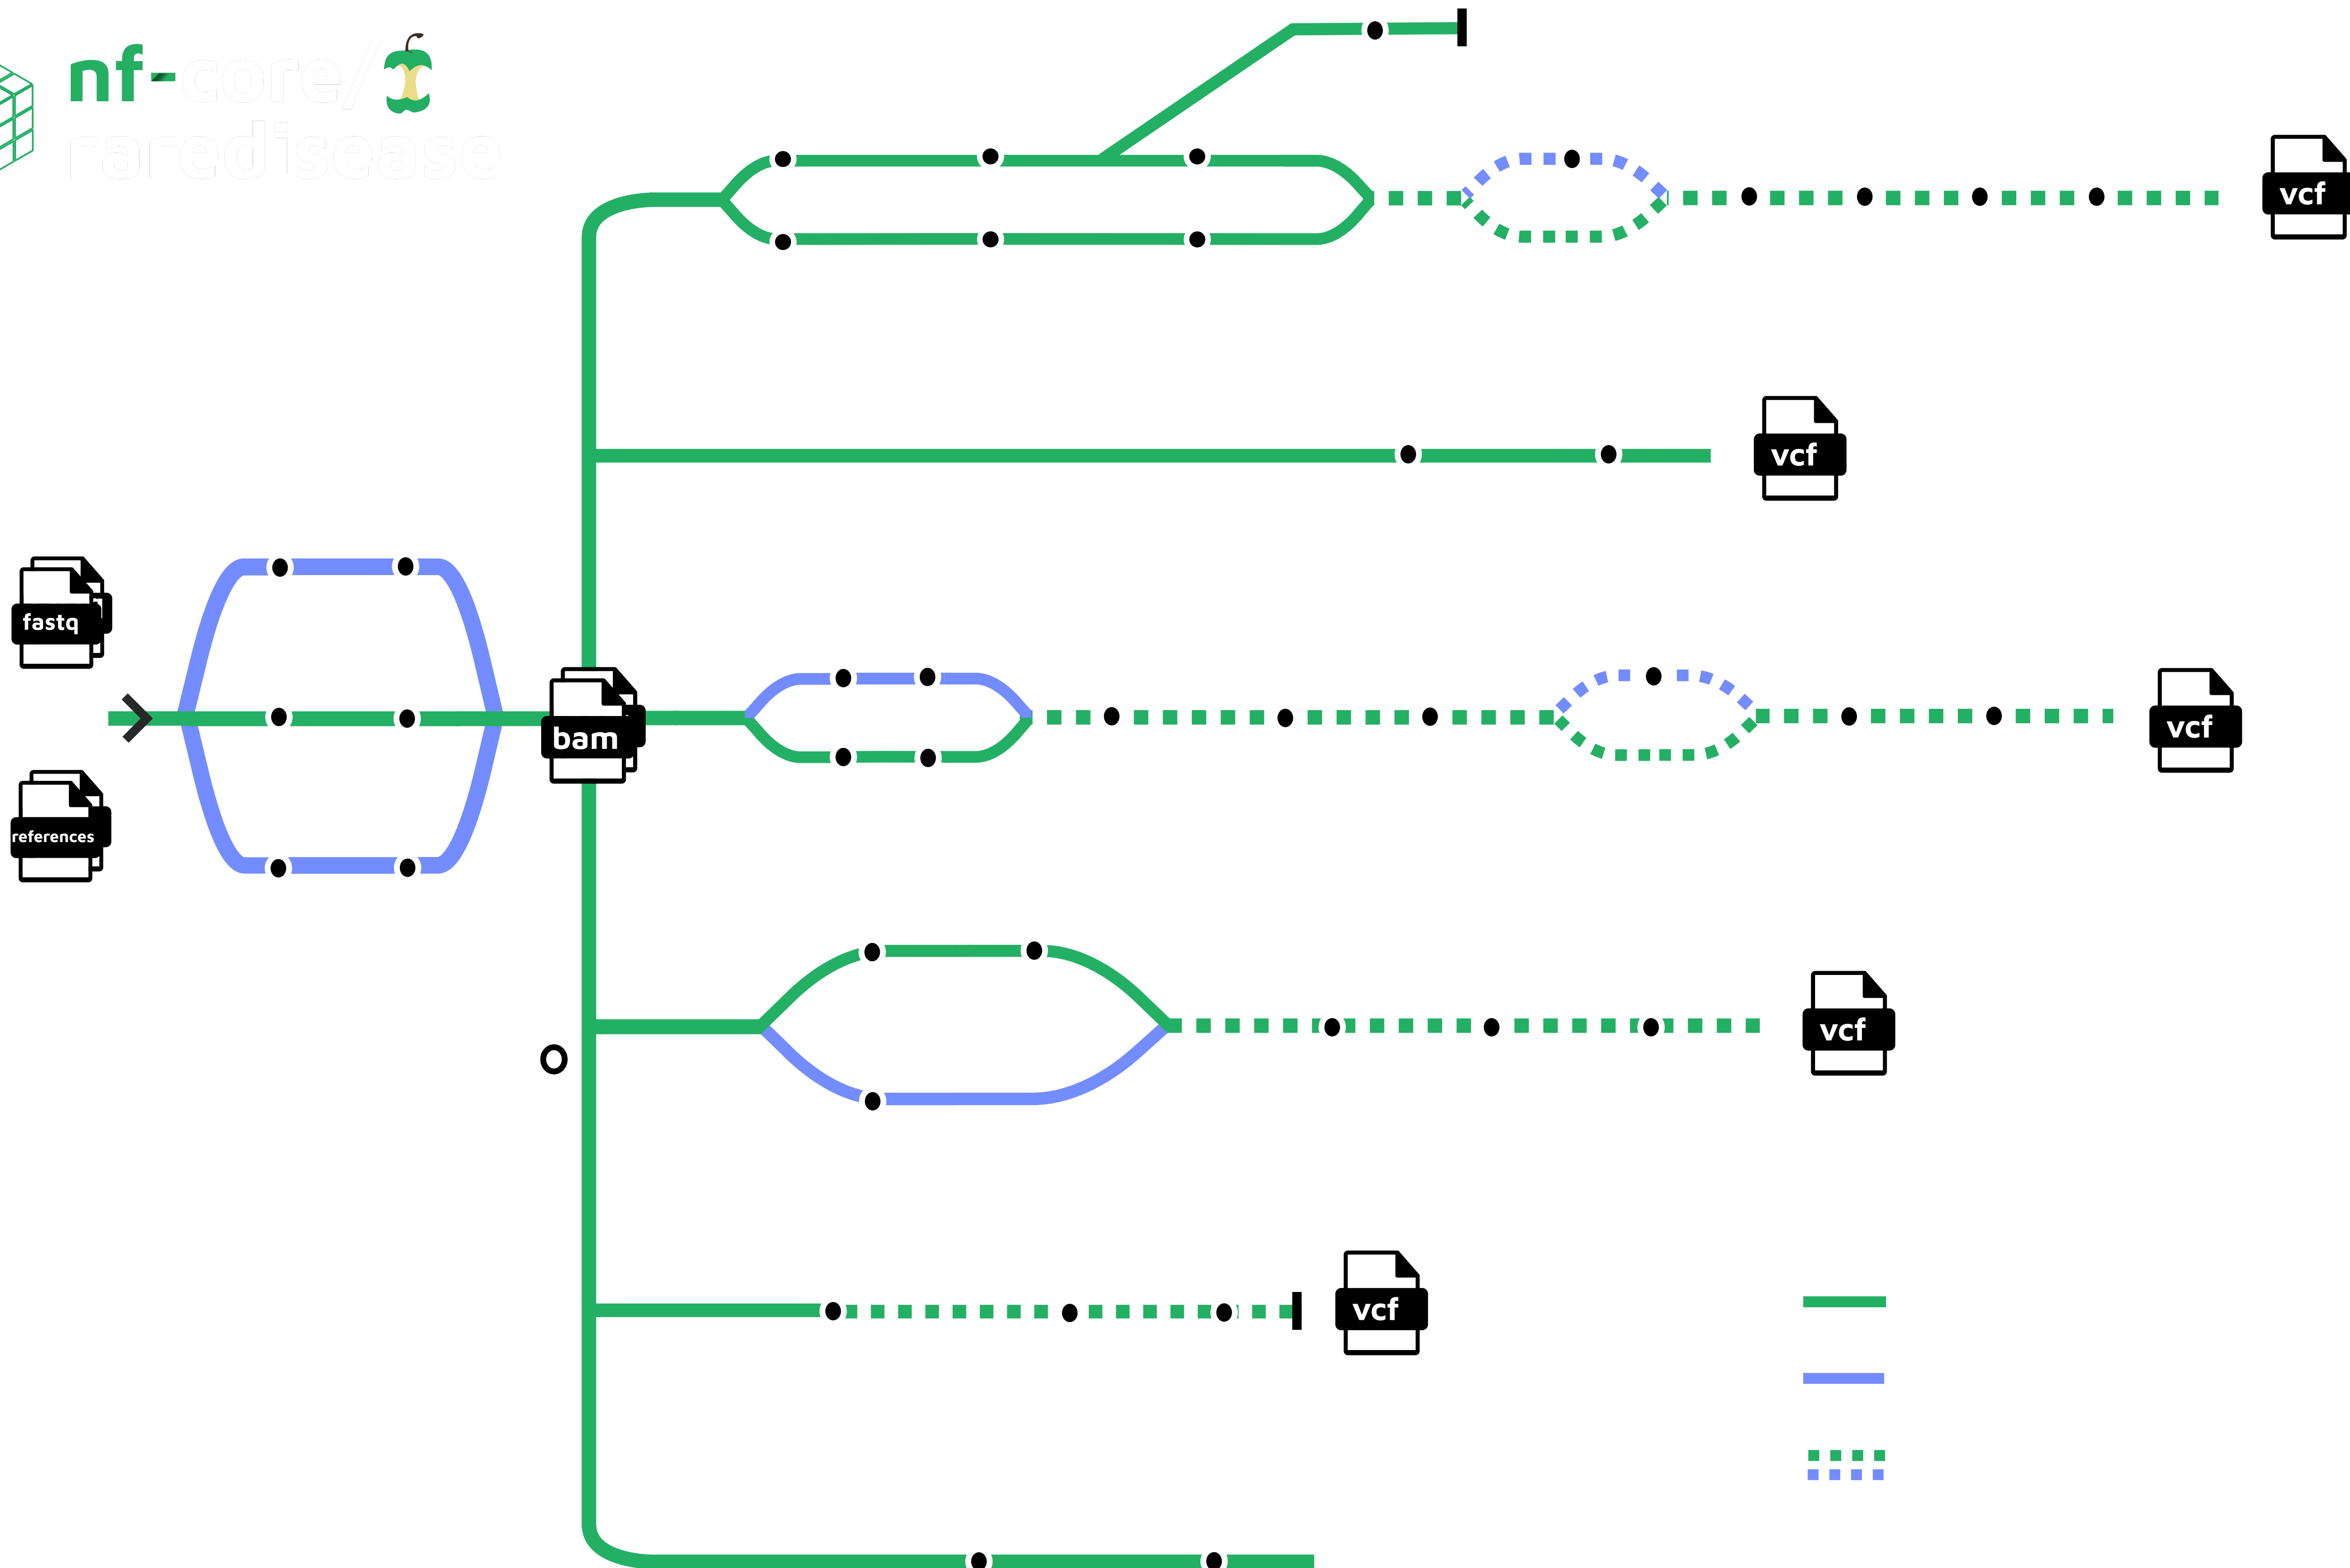 nf-core/
raredisease
vcf
vcf
fastq
bam
vcf
references
vcf
vcf